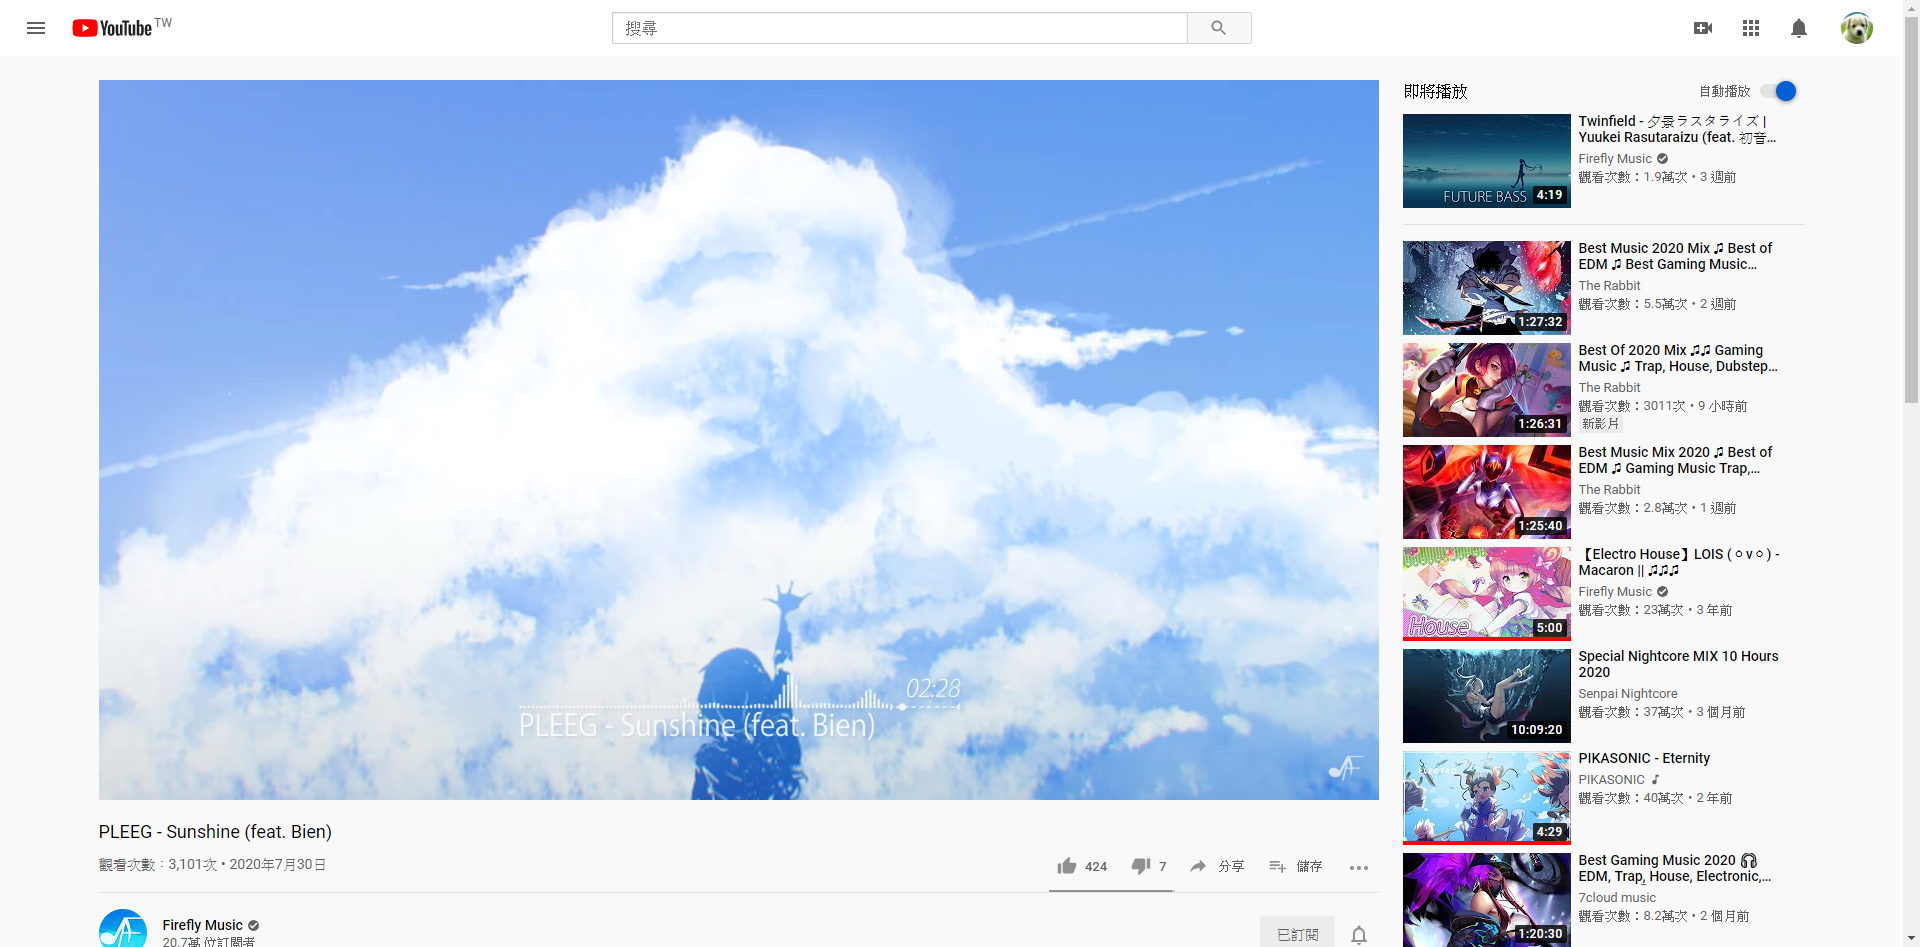 YouTube TW
搜尋
02:28
PLEEG - Sunshine (feat. Bien)
PLEEG - Sunshine (feat. Bien)
觀看次數：3,101次 • 2020年7月30日
424
7
分享
儲存
Firefly Music
20.7萬 位訂閱者
已訂閱
即將播放
自動播放
FUTURE BASS
4:19
Twinfield - 夕景ラスタライズ |
Yuukei Rasutaraizu (feat. 初音...
Firefly Music
觀看次數：1.9萬次 • 3 週前
1:27:32
Best Music 2020 Mix ♫ Best of
EDM ♫ Best Gaming Music...
The Rabbit
觀看次數：5.5萬次 • 2 週前
1:26:31
Best Of 2020 Mix ♫♫ Gaming
Music ♫ Trap, House, Dubstep...
The Rabbit
觀看次數：3011次 • 9 小時前
新影片
1:25:40
Best Music Mix 2020 ♫ Best of
EDM ♫ Gaming Music Trap,...
The Rabbit
觀看次數：2.8萬次 • 1 週前
House
5:00
【Electro House】LOIS (ㅇㅅㅇ) -
Macaron || ♫♫♫
Firefly Music
觀看次數：23萬次 • 3 年前
10:09:20
Special Nightcore MIX 10 Hours
2020
Senpai Nightcore
觀看次數：37萬次 • 3 個月前
ELECTRO
4:29
PIKASONIC - Eternity
PIKASONIC
觀看次數：40萬次 • 2 年前
1:20:30
Best Gaming Music 2020 🎧
EDM, Trap, House, Electronic,...
7cloud music
觀看次數：8.2萬次 • 2 個月前